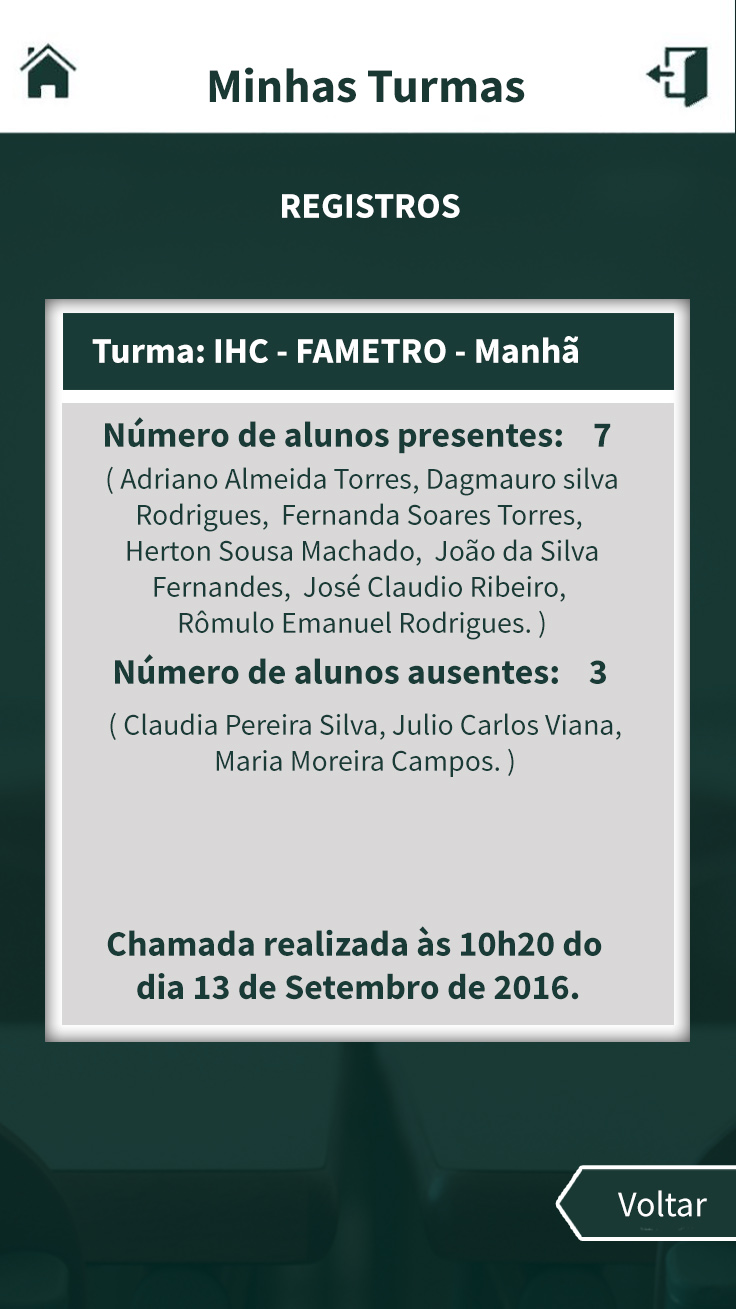 Minhas Turmas
REGISTROS
Turma: IHC - FAMETRO - Manhã
Número de alunos presentes: 7
( Adriano Almeida Torres, Dagmauro silva
Rodrigues, Fernanda Soares Torres,
Herton Sousa Machado, João da Silva
Fernandes, José Claudio Ribeiro,
Rômulo Emanuel Rodrigues. )
Número de alunos ausentes: 3
( Claudia Pereira Silva, Julio Carlos Viana,
Maria Moreira Campos. )
Chamada realizada às 10h20 do
dia 13 de Setembro de 2016.
Voltar